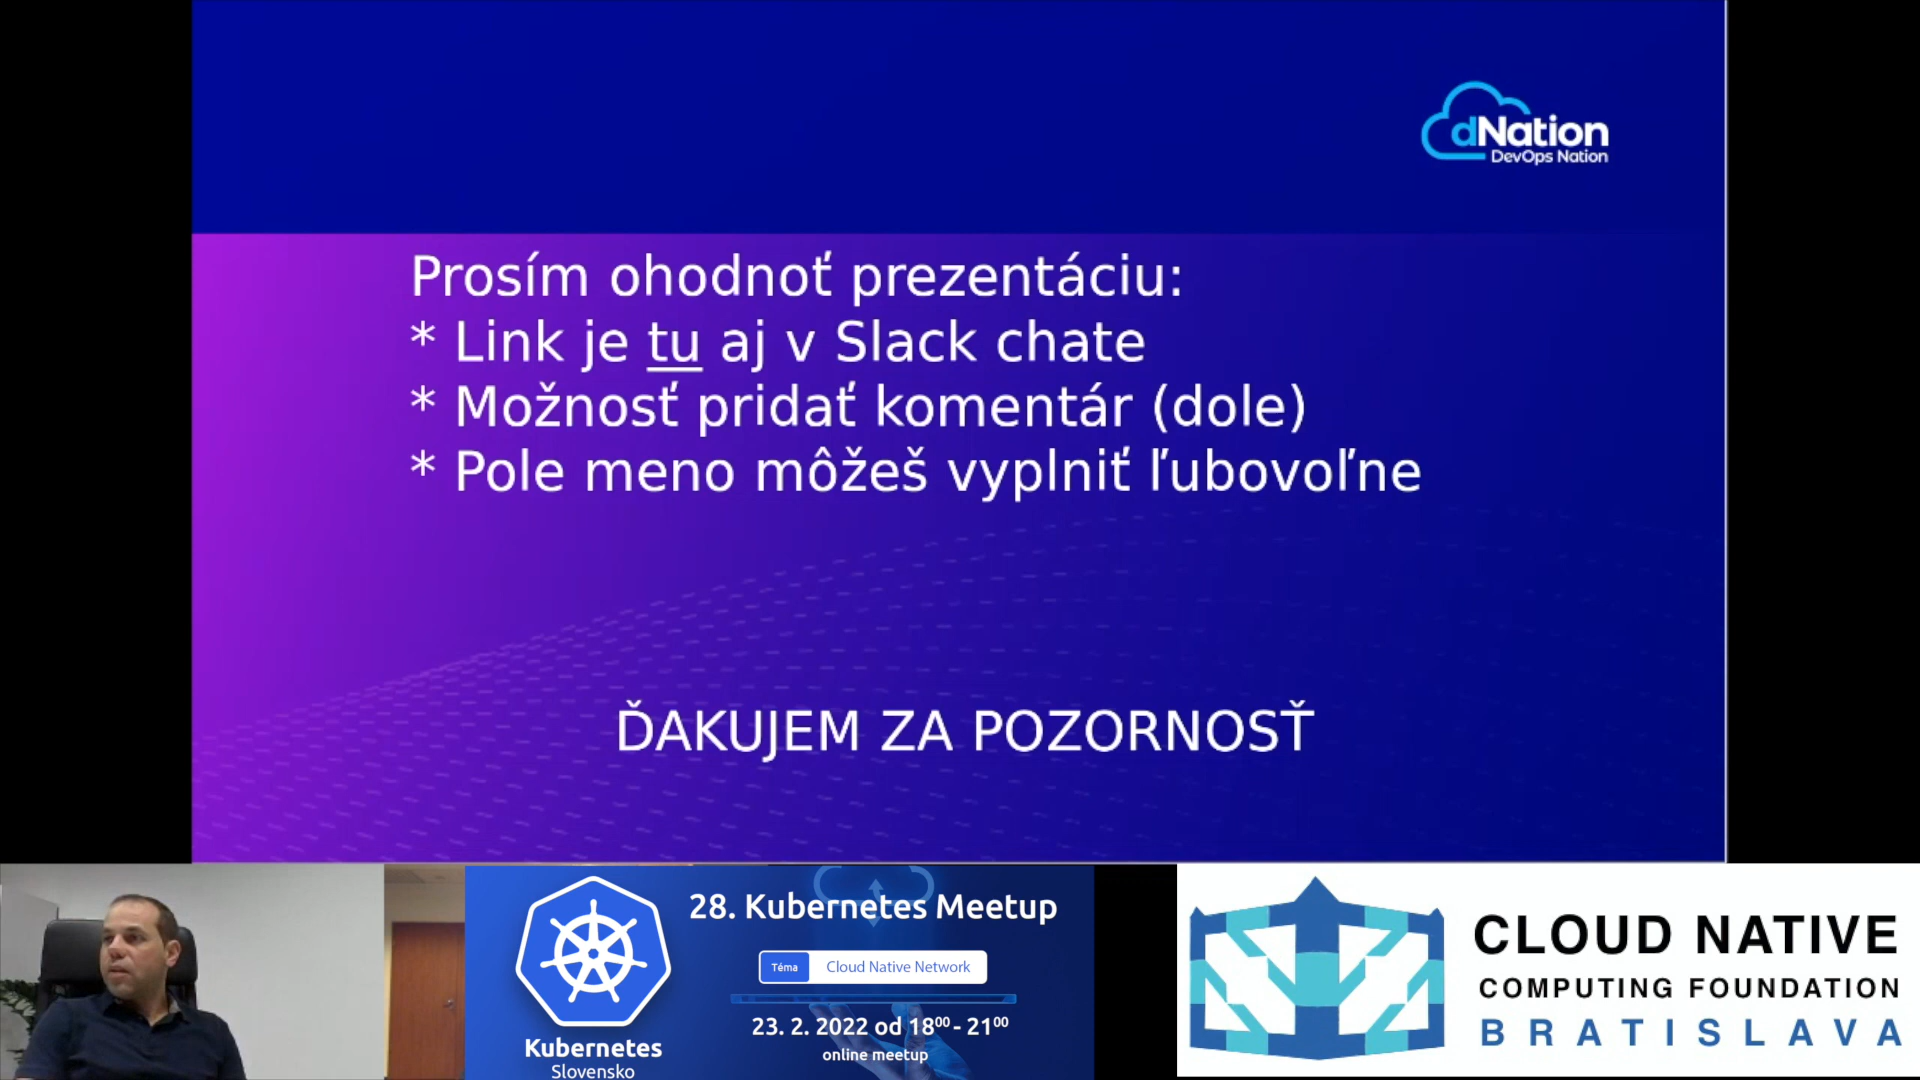 dNation
DevOps Nation
Prosím ohodnoť prezentáciu:
* Link je tu aj v Slack chate
* Možnosť pridať komentár (dole)
* Pole meno môžeš vyplniť ľubovoľne
ĎAKUJEM ZA POZORNOSŤ
28. Kubernetes Meetup
Téma Cloud Native Network
23. 2. 2022 od 18⁰⁰ - 21⁰⁰
online meetup
Kubernetes
Slovensko
CLOUD NATIVE
COMPUTING FOUNDATION
BRATISLAVA